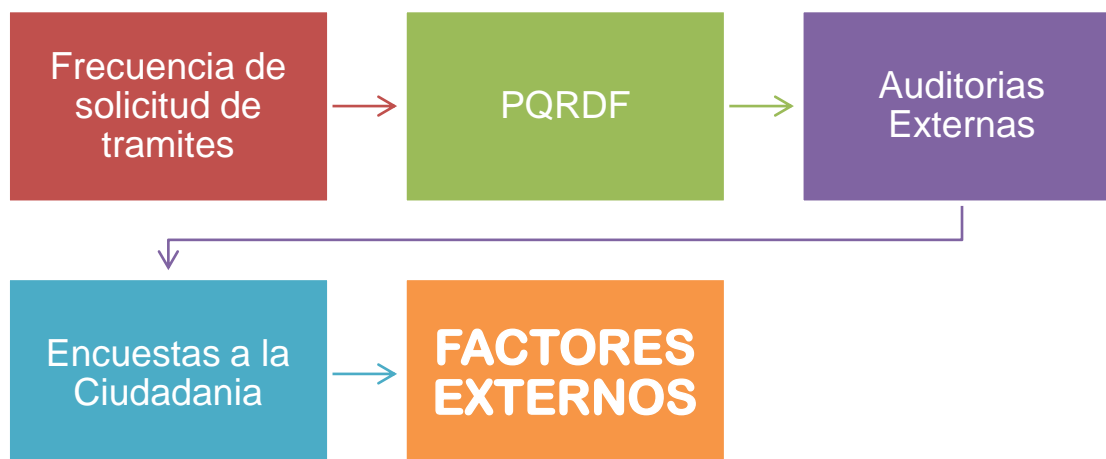 Frecuencia de
solicitud de
tramites
PQRDF
Auditorias
Externas
Encuestas a la
Ciudadania
FACTORES
EXTERNOS